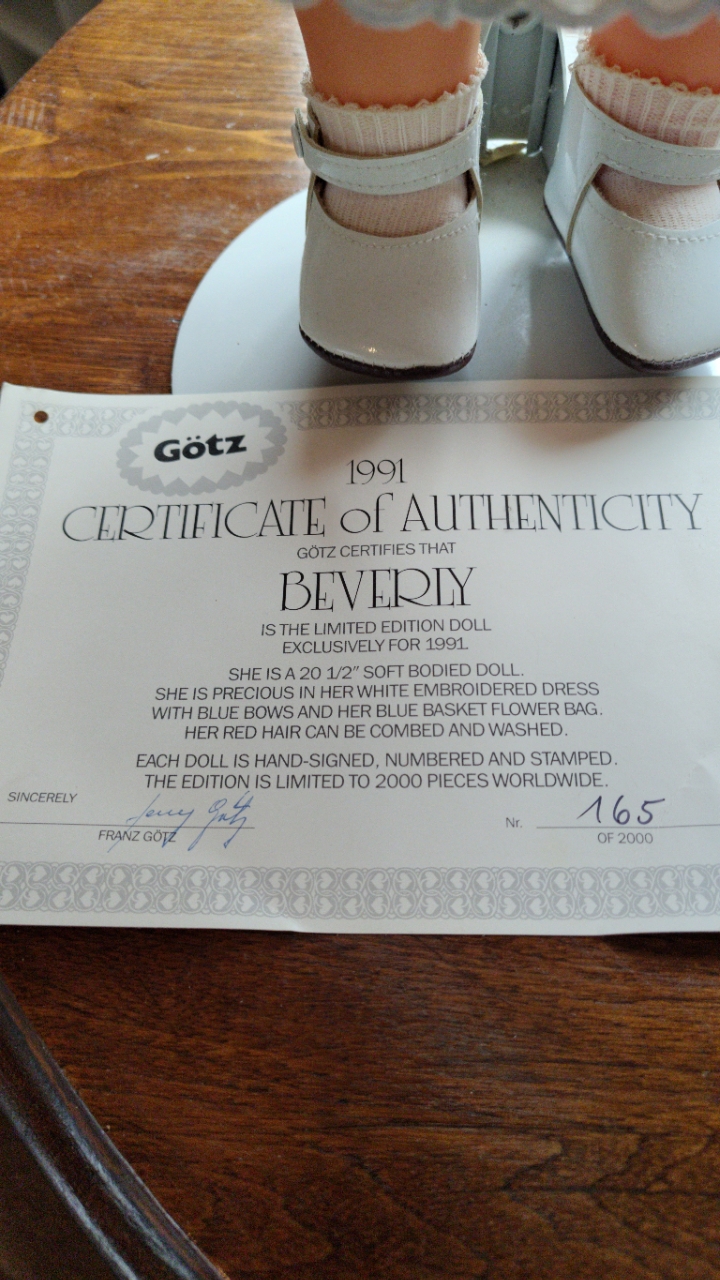 Götz
1991
CERTIFICATE of AUTHENTICITY
GÖTZ CERTIFIES THAT
BEVERLY
IS THE LIMITED EDITION DOLL
EXCLUSIVELY FOR 1991.
SHE IS A 20 1/2" SOFT BODIED DOLL.
SHE IS PRECIOUS IN HER WHITE EMBROIDERED DRESS
WITH BLUE BOWS AND HER BLUE BASKET FLOWER BAG.
HER RED HAIR CAN BE COMBED AND WASHED.
EACH DOLL IS HAND-SIGNED, NUMBERED AND STAMPED.
THE EDITION IS LIMITED TO 2000 PIECES WORLDWIDE.
SINCERELY
FRANZ GÖTZ
Nr. 165
OF 2000